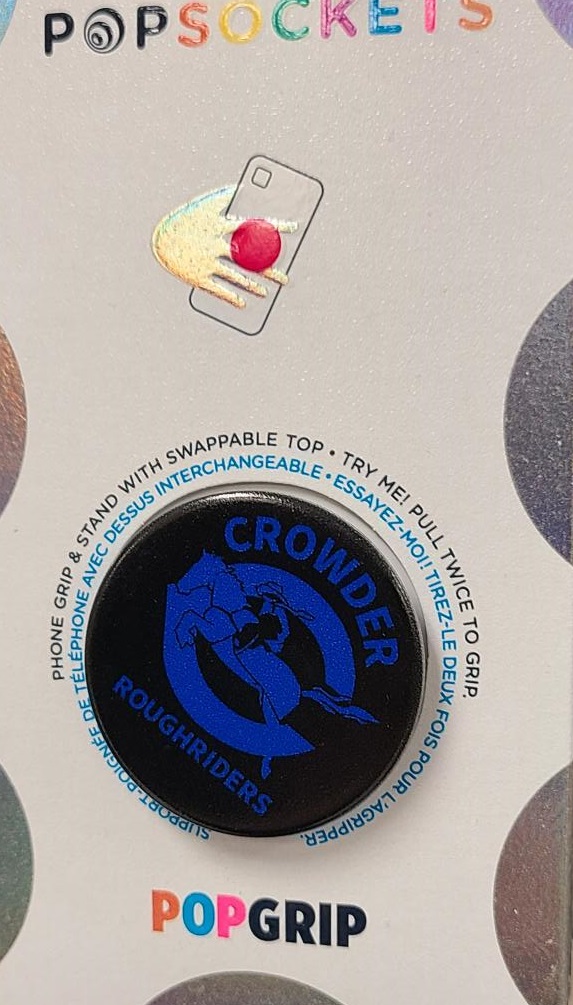 POPSOCKETS
PHONE GRIP & STAND WITH SWAPPABLE TOP • TRY ME! PULL TWICE TO GRIP.
SUPPORT-POIGNÉE DE TÉLÉPHONE AVEC DESSUS INTERCHANGEABLE • ESSAYEZ-MOI! TIREZ-LE DEUX FOIS POUR L'AGRIPPER.
CROWDER
ROUGHRIDERS
POPGRIP